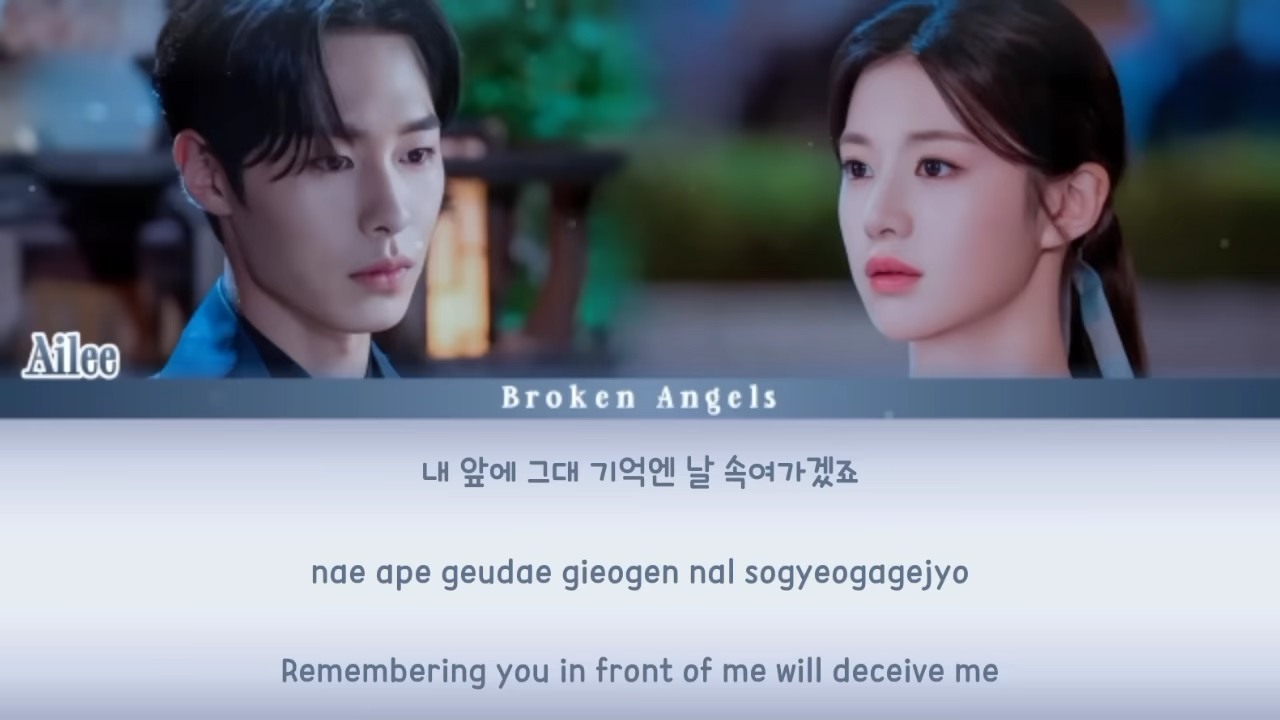 Ailee
Broken Angels
내 앞에 그대 기억엔 날 속여가겠죠
nae ape geudae gieogen nal sogyeogagejyo
Remembering you in front of me will deceive me